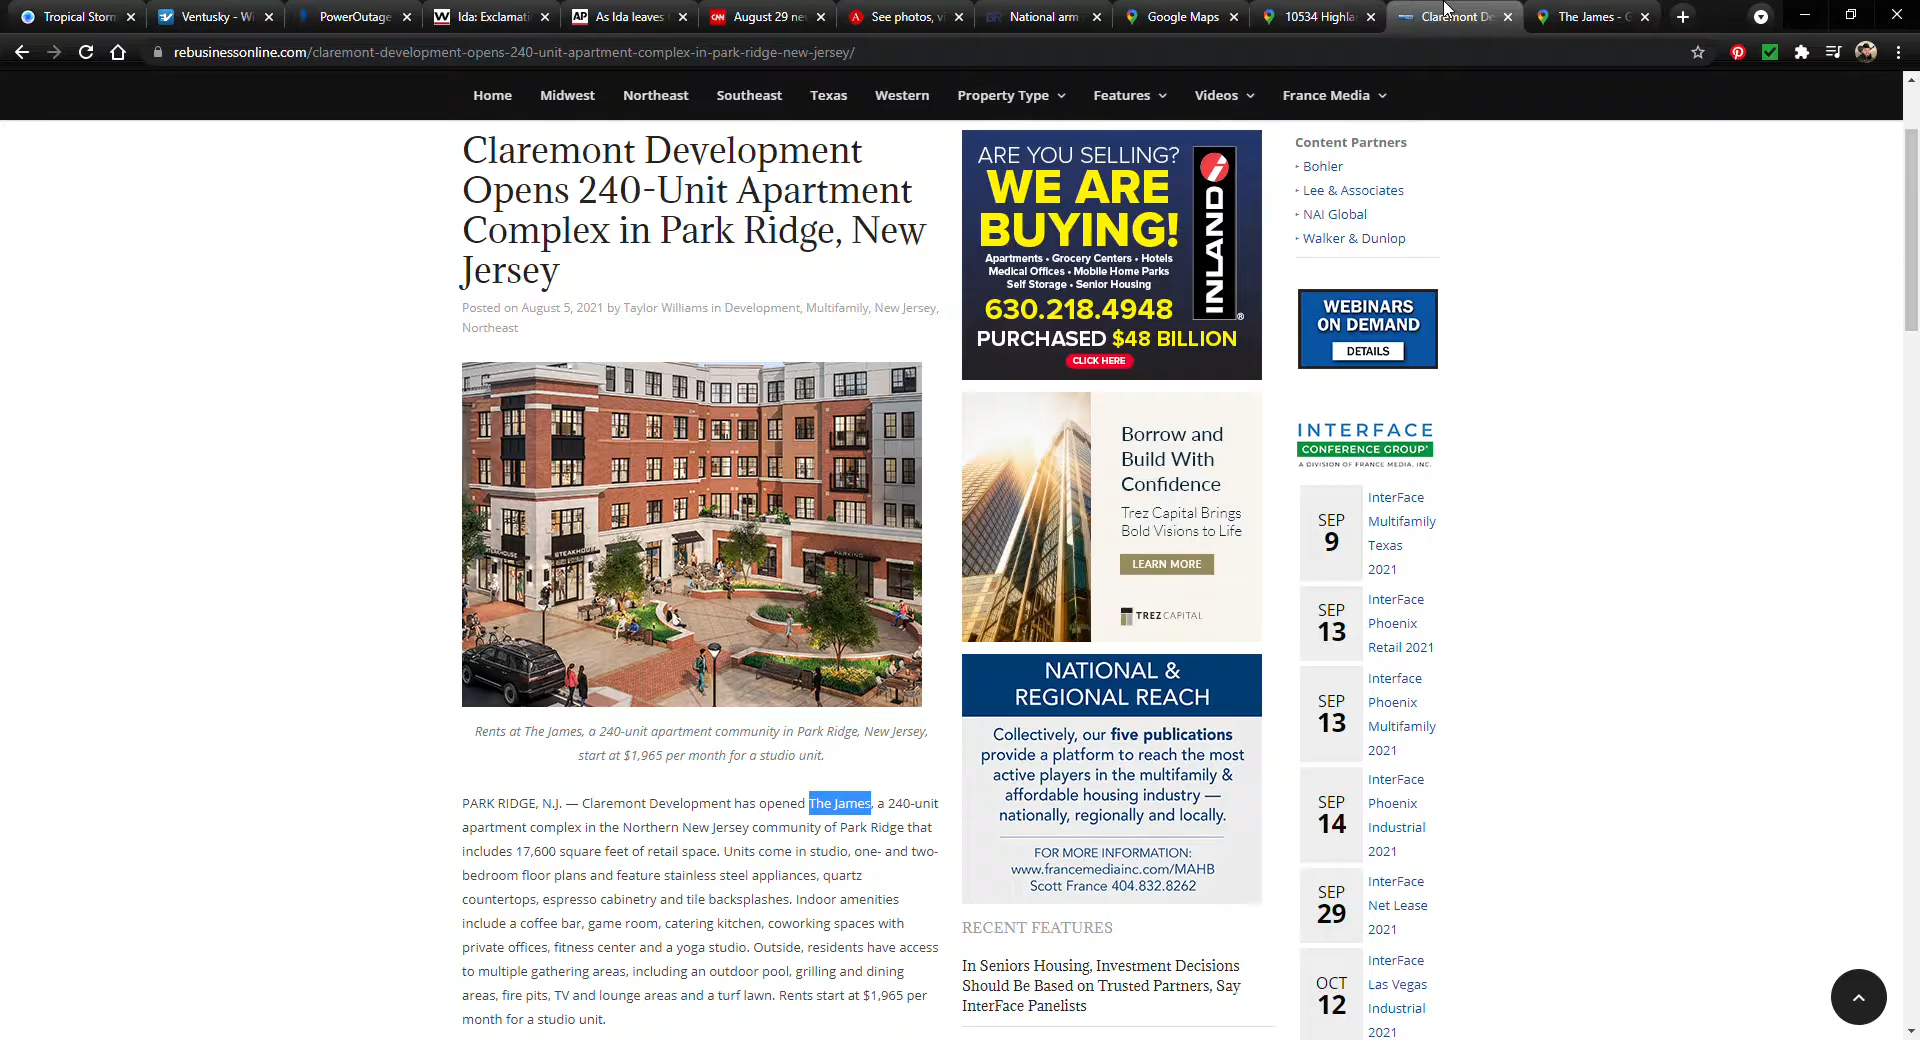 Tropical Storm
Ventusky - Wi
PowerOutage
Ida: Exclamati
As Ida leaves
August 29 ne
See photos, v
National arm
Google Maps
10534 Highla
Claremont De
The James - G
rebusinessonline.com/claremont-development-opens-240-unit-apartment-complex-in-park-ridge-new-jersey/
Home Midwest Northeast Southeast Texas Western Property Type Features Videos France Media
Claremont Development
Opens 240-Unit Apartment
Complex in Park Ridge, New
Jersey
Posted on August 5, 2021 by Taylor Williams in Development, Multifamily, New Jersey,
Northeast
STEAKHOUSE
STEAKHOUSE
PARKING
Rents at The James, a 240-unit apartment community in Park Ridge, New Jersey,
start at $1,965 per month for a studio unit.
PARK RIDGE, N.J. — Claremont Development has opened The James, a 240-unit
apartment complex in the Northern New Jersey community of Park Ridge that
includes 17,600 square feet of retail space. Units come in studio, one- and two-
bedroom floor plans and feature stainless steel appliances, quartz
countertops, espresso cabinetry and tile backsplashes. Indoor amenities
include a coffee bar, game room, catering kitchen, coworking spaces with
private offices, fitness center and a yoga studio. Outside, residents have access
to multiple gathering areas, including an outdoor pool, grilling and dining
areas, fire pits, TV and lounge areas and a turf lawn. Rents start at $1,965 per
month for a studio unit.
ARE YOU SELLING?
WE ARE
BUYING!
Apartments • Grocery Centers • Hotels
Medical Offices • Mobile Home Parks
Self Storage • Senior Housing
630.218.4948
PURCHASED $48 BILLION
CLICK HERE
INLAND®
Borrow and
Build With
Confidence
Trez Capital Brings
Bold Visions to Life
LEARN MORE
TREZ CAPITAL
NATIONAL &
REGIONAL REACH
Collectively, our five publications
provide a platform to reach the most
active players in the multifamily &
affordable housing industry —
nationally, regionally and locally.
FOR MORE INFORMATION:
www.francemediainc.com/MAHB
Scott France 404.832.8262
RECENT FEATURES
In Seniors Housing, Investment Decisions
Should Be Based on Trusted Partners, Say
InterFace Panelists
Content Partners
Bohler
Lee & Associates
NAI Global
Walker & Dunlop
WEBINARS
ON DEMAND
DETAILS
INTERFACE
CONFERENCE GROUP
A DIVISION OF FRANCE MEDIA, INC.
SEP
9
InterFace
Multifamily
Texas
2021
SEP
13
InterFace
Phoenix
Retail 2021
SEP
13
Interface
Phoenix
Multifamily
2021
SEP
14
InterFace
Phoenix
Industrial
2021
SEP
29
InterFace
Net Lease
2021
OCT
12
InterFace
Las Vegas
Industrial
2021